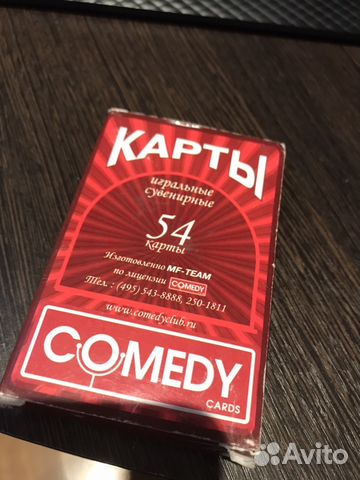 КАРТЫ
игральные
сувенирные
54
карты
Изготовленно MF-TEAM
по лицензии COMEDY
Тел.: (495) 543-8888, 250-1811
www.comedyclub.ru
COMEDY
CARDS
Avito